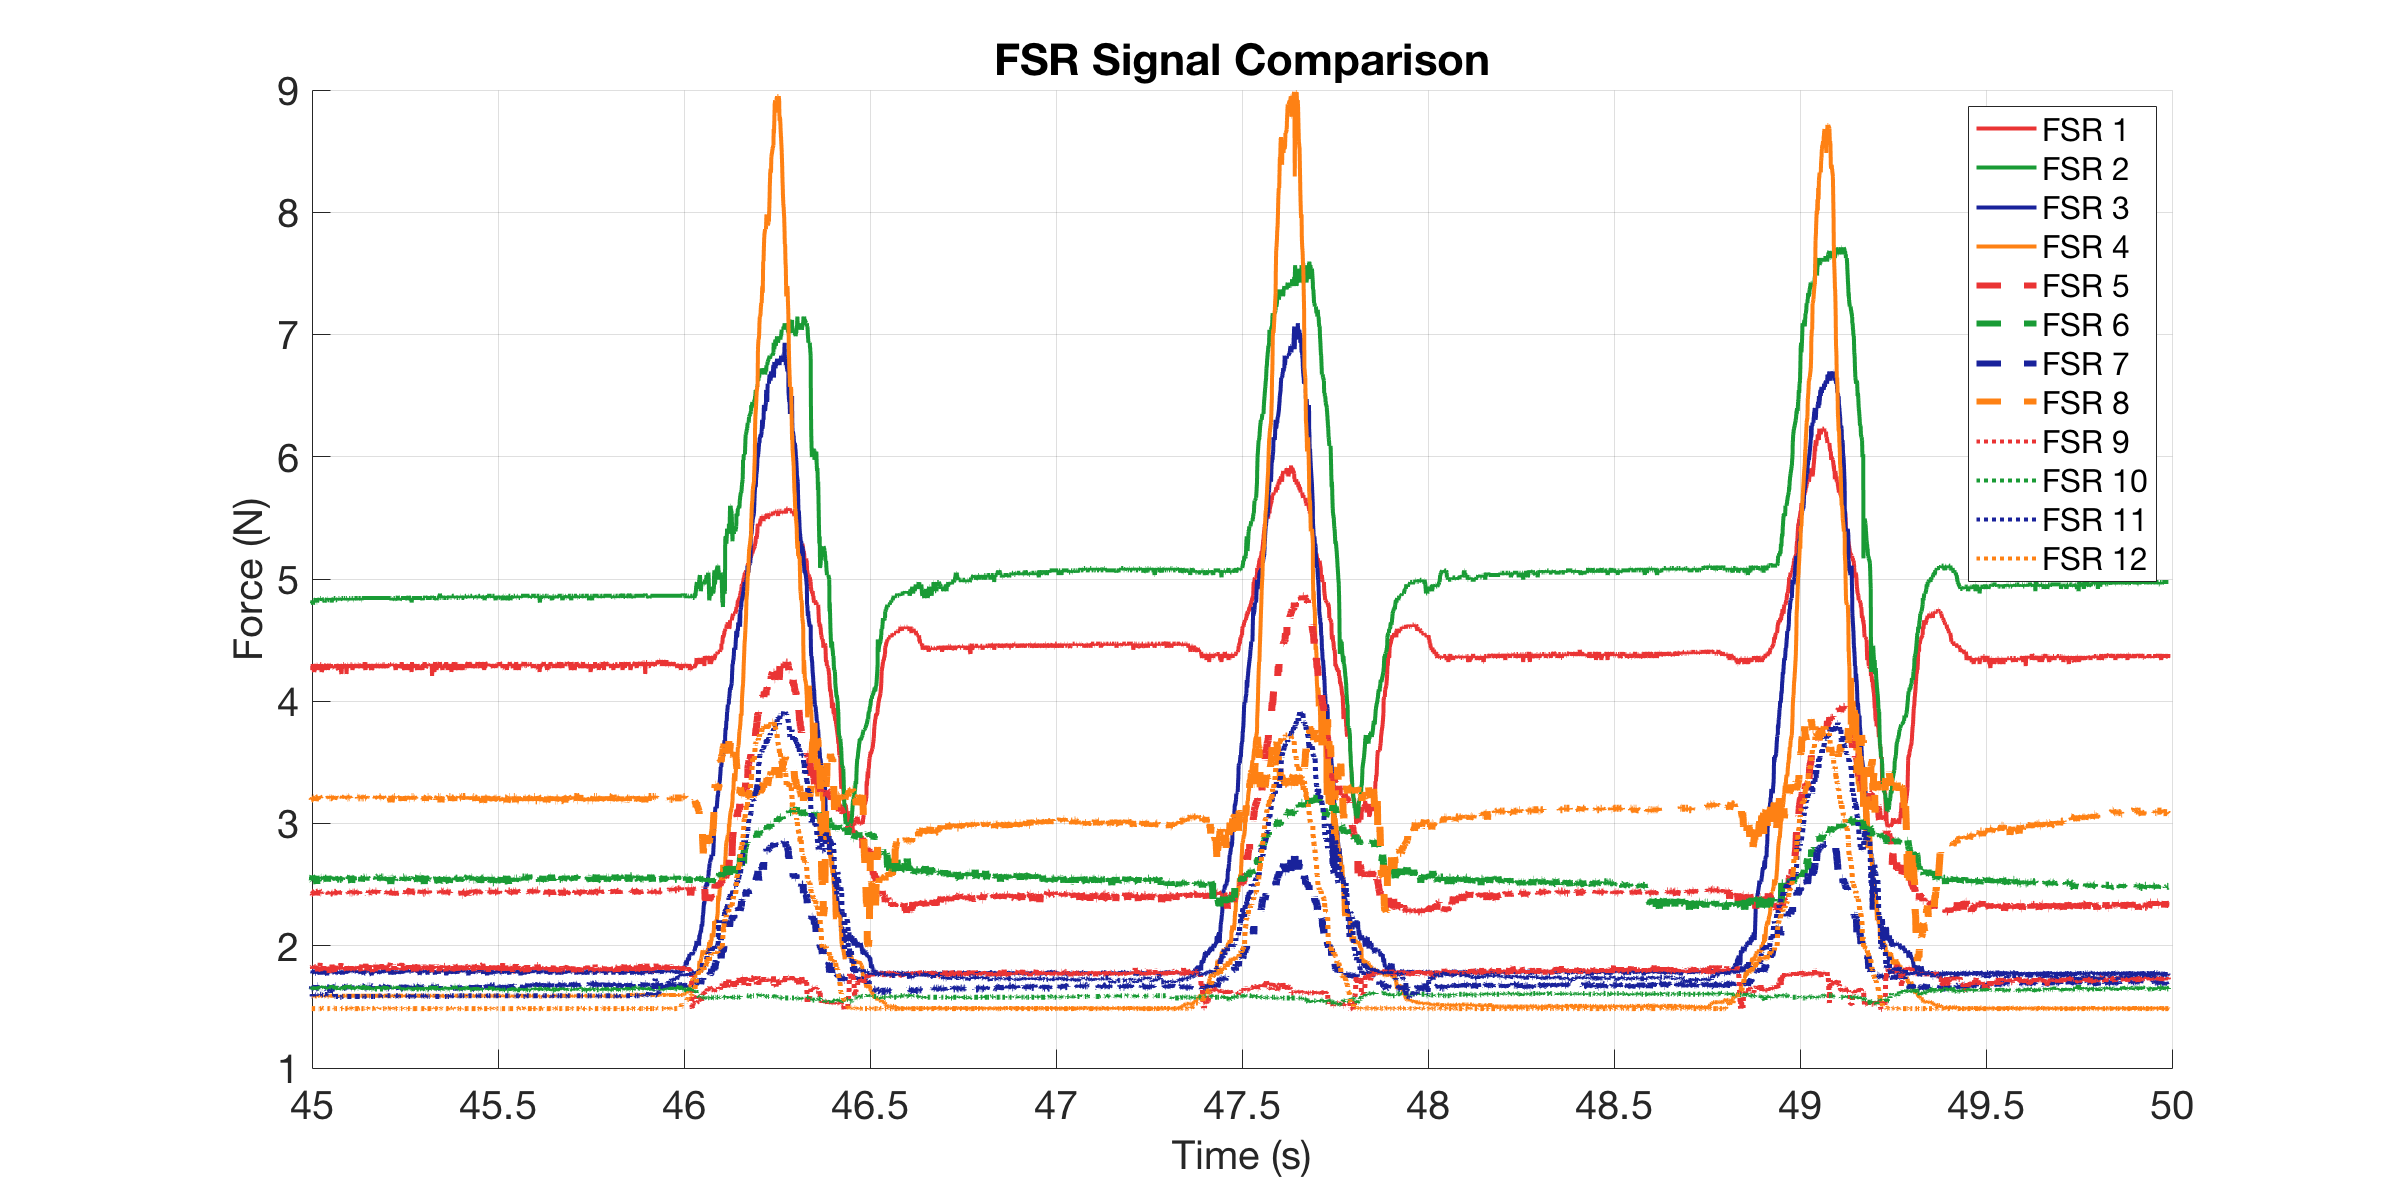 FSR Signal Comparison
9
8
7
6
5
4
3
2
1
Force (N)
FSR 1
FSR 2
FSR 3
FSR 4
FSR 5
FSR 6
FSR 7
FSR 8
FSR 9
FSR 10
FSR 11
FSR 12
45 45.5 46 46.5 47 47.5 48 48.5 49 49.5 50
Time (s)